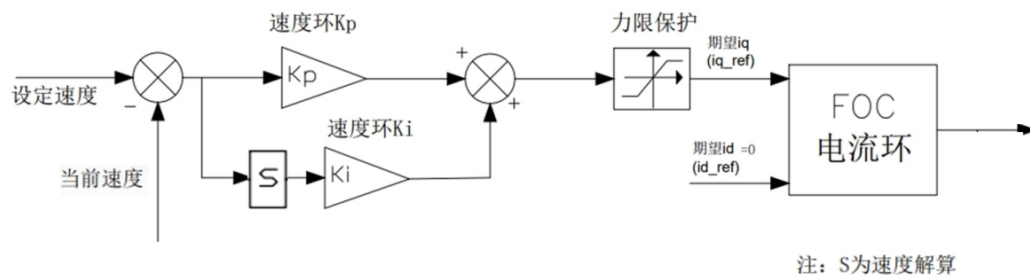 速度环Kp
力限保护
+
期望iq
(iq_ref)
Kp
设定速度
−
+
FOC
电流环
速度环Ki
期望id =0
(id_ref)
当前速度
S
Ki
注：S为速度解算